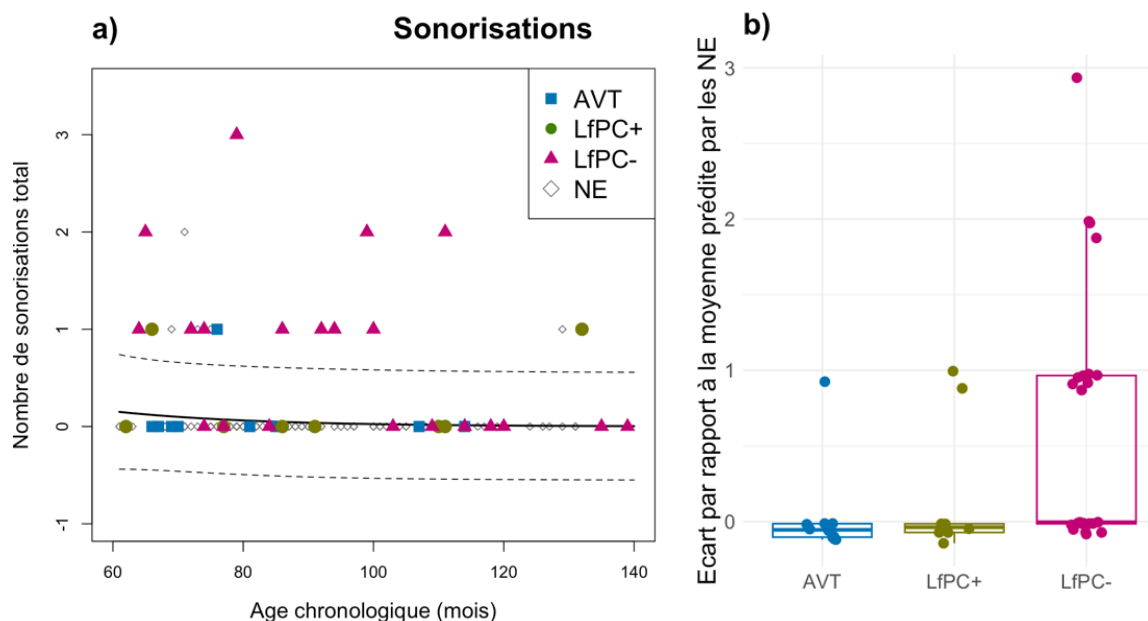 a)
Sonorisations
AVT
LfPC+
LfPC-
NE
Nombre de sonorisations total
3
2
1
0
-1
60
80
100
120
140
Age chronologique (mois)
b)
Ecart par rapport à la moyenne prédite par les NE
3
2
1
0
AVT
LfPC+
LfPC-